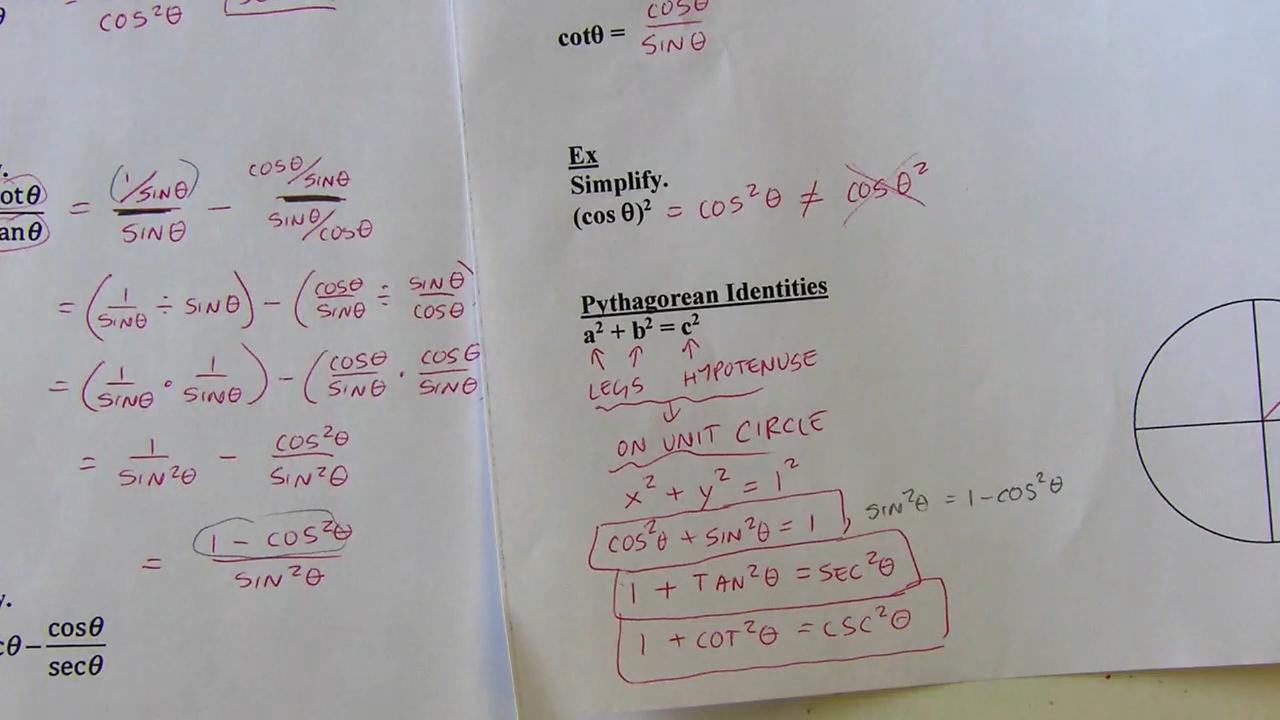 θ
COS²θ
y.
otθ
anθ
= (1/SINθ)/SINθ − (COSθ/SINθ)/(SINθ/COSθ)
= (1/SINθ ÷ SINθ) − (COSθ/SINθ ÷ SINθ/COSθ)
= (1/SINθ · 1/SINθ) − (COSθ/SINθ · COSθ/SINθ)
= 1/SIN²θ − COS²θ/SIN²θ
= (1 − COS²θ)/SIN²θ
y.
cθ − cosθ/secθ
cotθ = COSθ/SINθ
Ex
Simplify.
(cos θ)² = COS²θ ≠ COSθ²
Pythagorean Identities
a² + b² = c²
LEGS HYPOTENUSE
ON UNIT CIRCLE
x² + y² = 1²
COS²θ + SIN²θ = 1, SIN²θ = 1 − COS²θ
1 + TAN²θ = SEC²θ
1 + COT²θ = CSC²θ